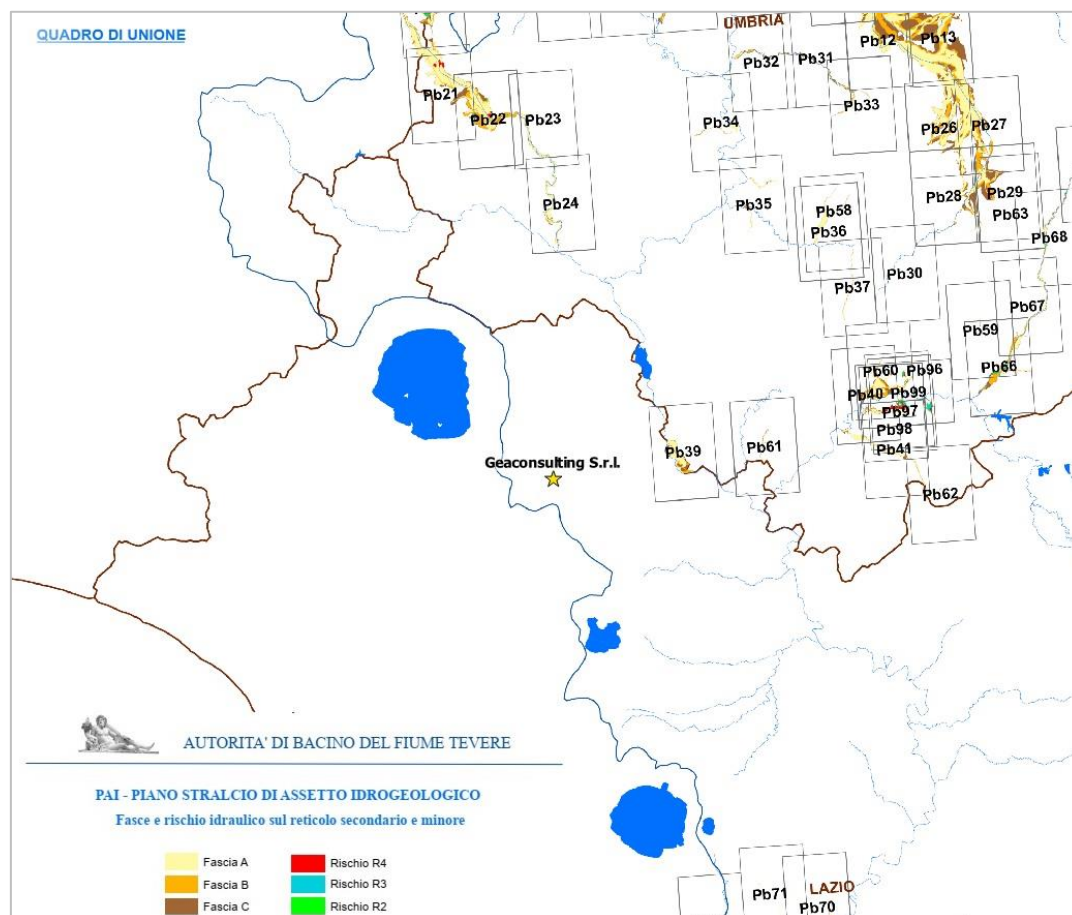 QUADRO DI UNIONE
UMBRIA
Pb12
Pb13
Pb32
Pb31
Pb21
Pb33
Pb22
Pb23
Pb34
Pb26
Pb27
Pb24
Pb35
Pb58
Pb28
Pb29
Pb36
Pb63
Pb68
Pb37
Pb30
Pb67
Pb59
Pb60
Pb96
Pb66
Pb40
Pb99
Pb97
Pb98
Pb39
Pb61
Pb41
Geaconsulting S.r.l.
Pb62
AUTORITA' DI BACINO DEL FIUME TEVERE
PAI - PIANO STRALCIO DI ASSETTO IDROGEOLOGICO
Fasce e rischio idraulico sul reticolo secondario e minore
Fascia A
Rischio R4
Fascia B
Rischio R3
Fascia C
Rischio R2
Pb71
LAZIO
Pb70